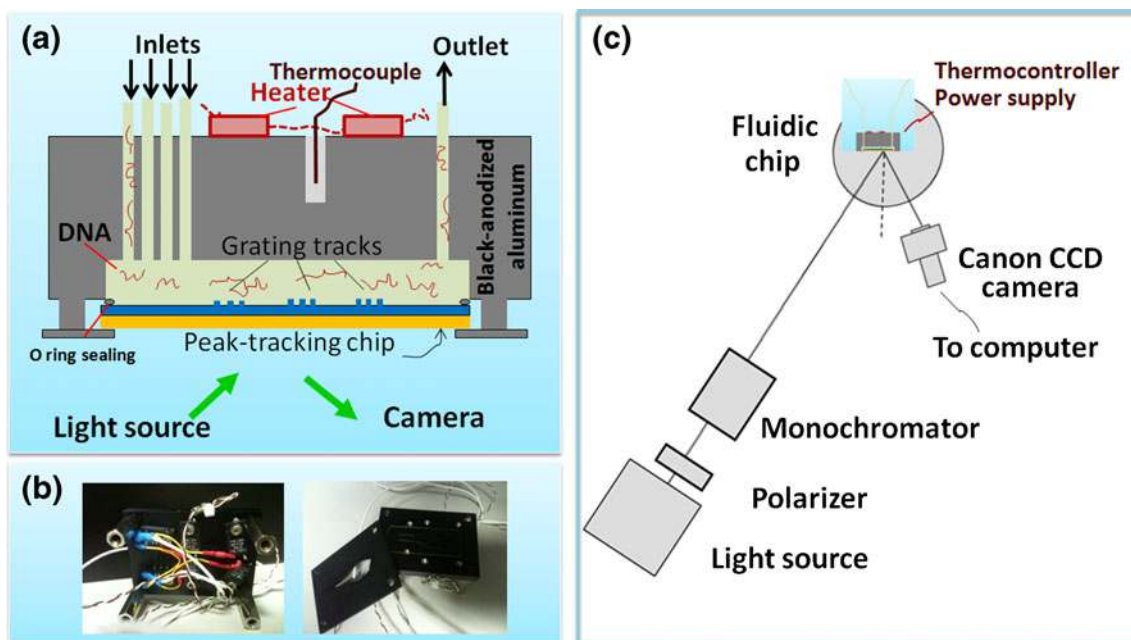 (a)
Inlets
Outlet
Thermocouple
Heater
DNA
Grating tracks
Black-anodized
aluminum
O ring sealing
Peak-tracking chip
Light source
Camera
(b)
(c)
Thermocontroller
Power supply
Fluidic
chip
Canon CCD
camera
To computer
Monochromator
Polarizer
Light source